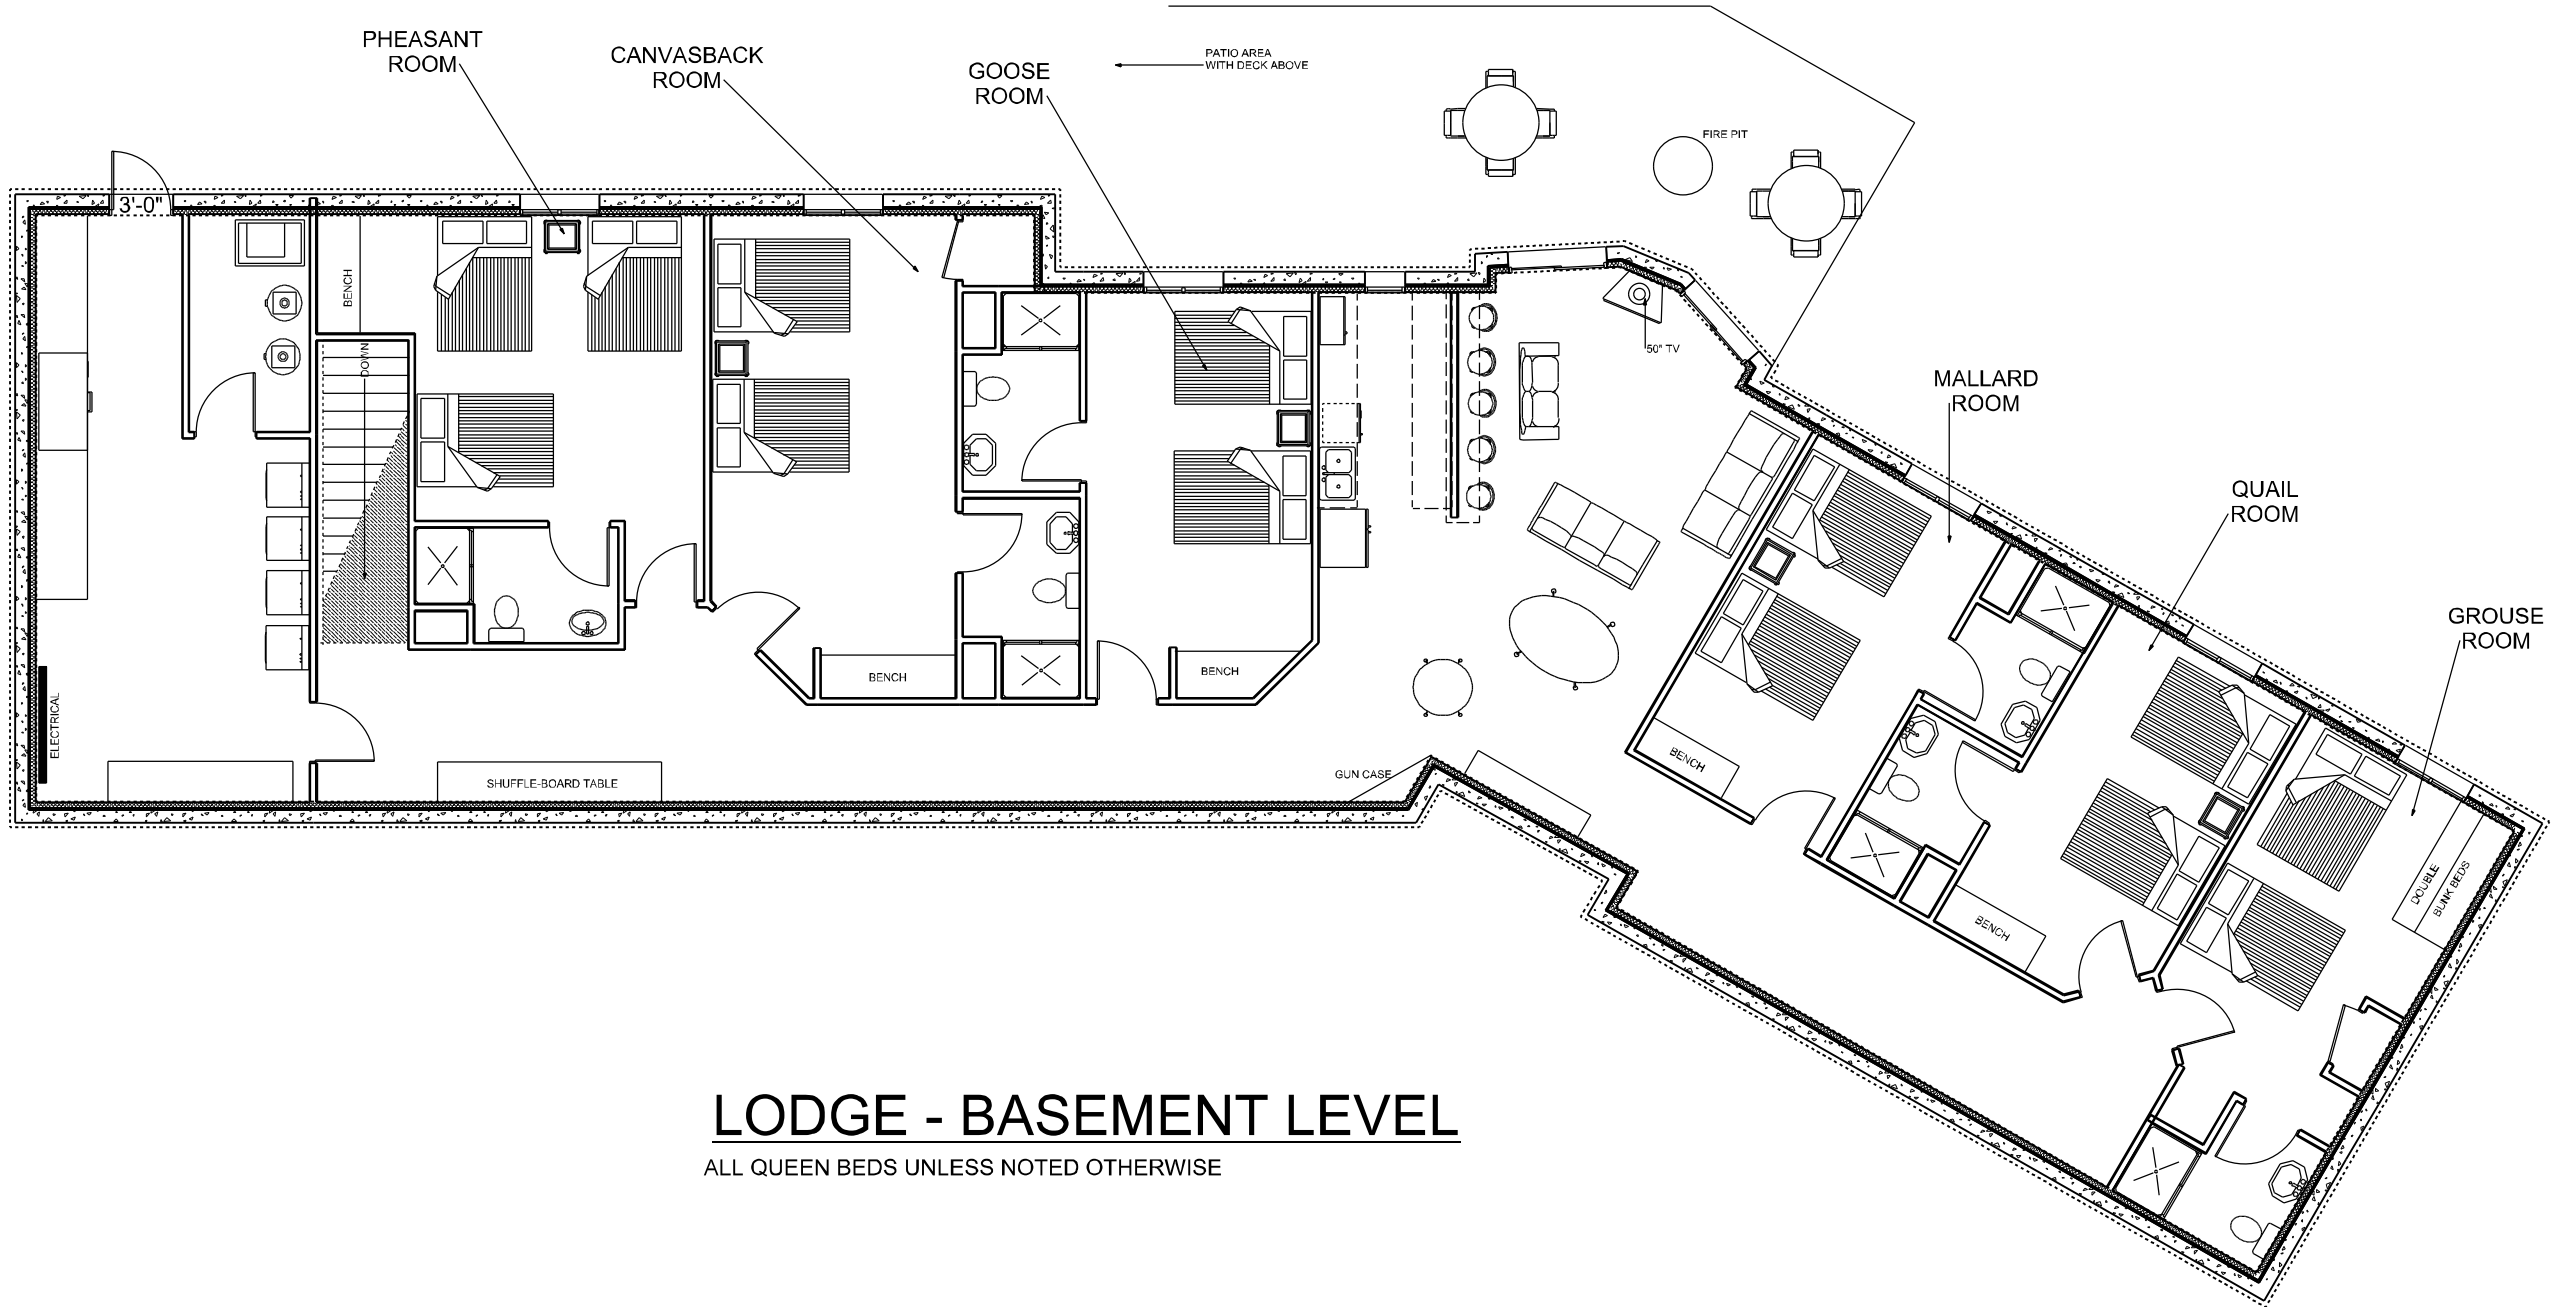 PHEASANT
ROOM
CANVASBACK
ROOM
GOOSE
ROOM
PATIO AREA
WITH DECK ABOVE
FIRE PIT
3'-0"
BENCH
DOWN
50" TV
MALLARD
ROOM
QUAIL
ROOM
GROUSE
ROOM
BENCH
BENCH
ELECTRICAL
SHUFFLE-BOARD TABLE
GUN CASE
BENCH
BENCH
DOUBLE
BUNK BEDS
LODGE - BASEMENT LEVEL
ALL QUEEN BEDS UNLESS NOTED OTHERWISE